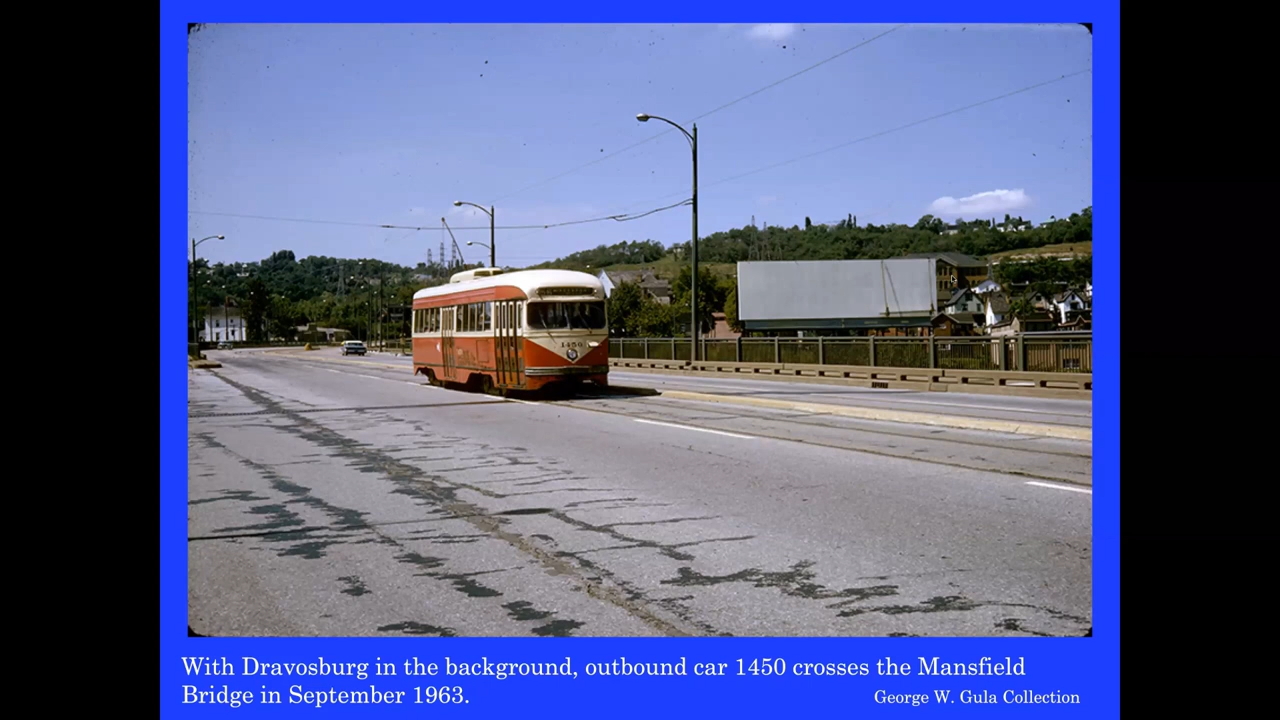 1450
With Dravosburg in the background, outbound car 1450 crosses the Mansfield
Bridge in September 1963.
George W. Gula Collection